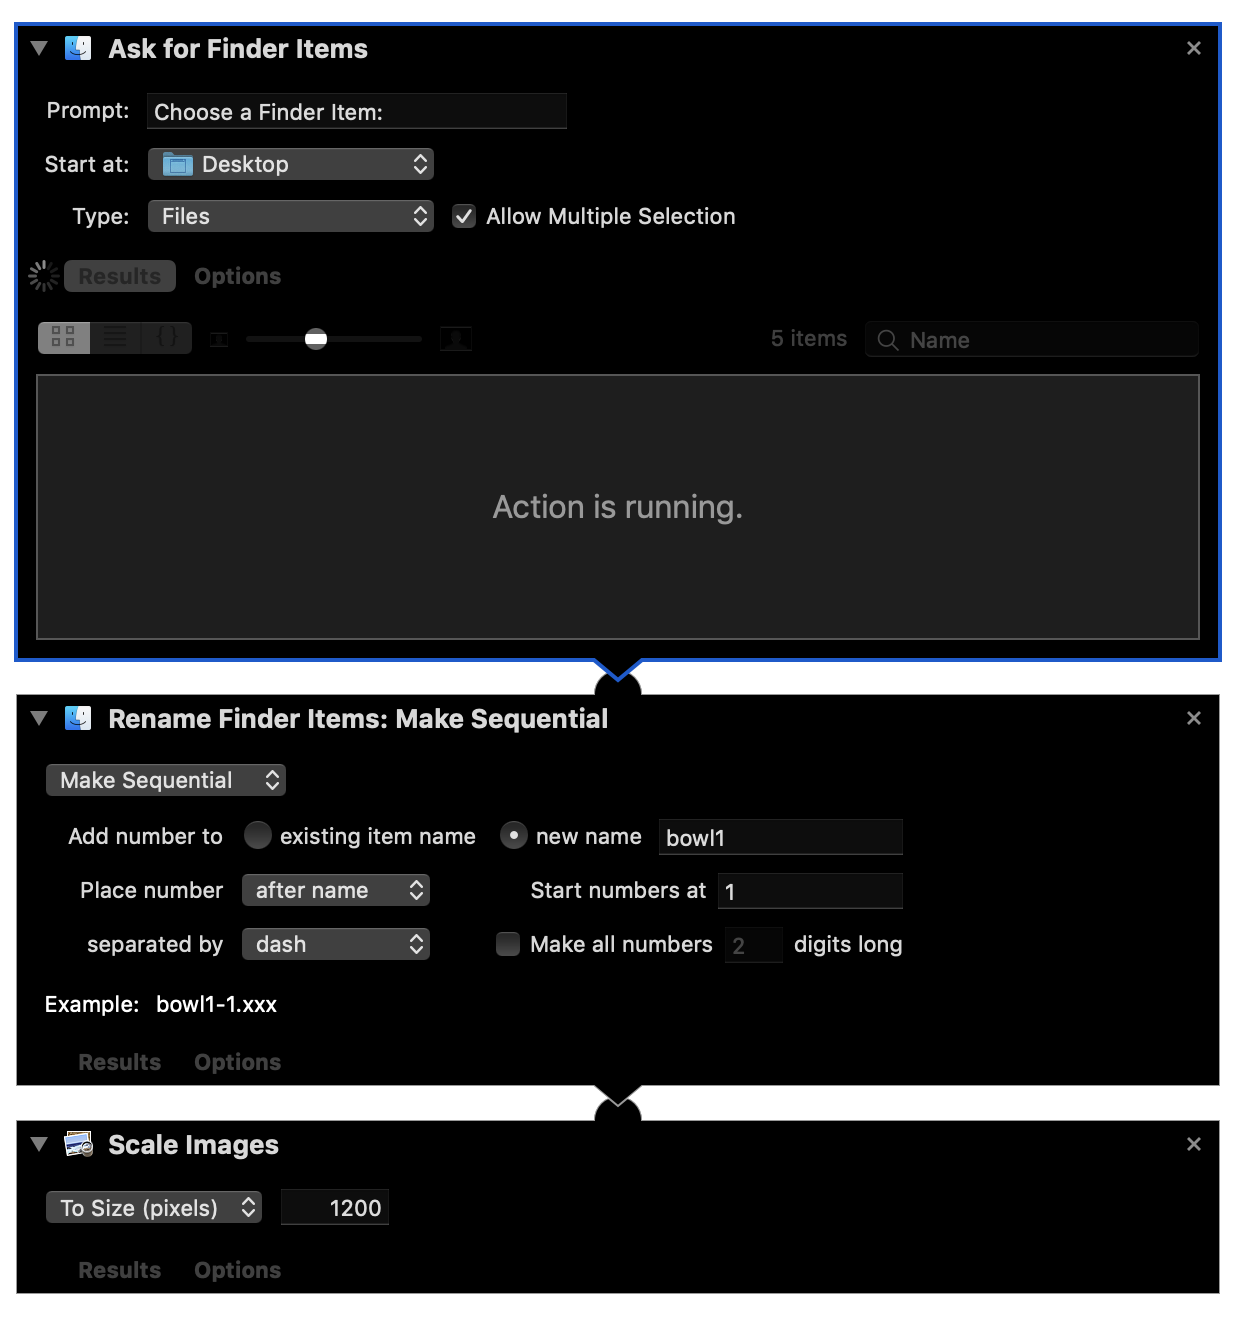 Ask for Finder Items
Prompt: Choose a Finder Item:
Start at: Desktop
Type: Files Allow Multiple Selection
Results Options
{ } 5 items Name
Action is running.
Rename Finder Items: Make Sequential
Make Sequential
Add number to existing item name new name bowl1
Place number after name Start numbers at 1
separated by dash Make all numbers 2 digits long
Example: bowl1-1.xxx
Results Options
Scale Images
To Size (pixels) 1200
Results Options